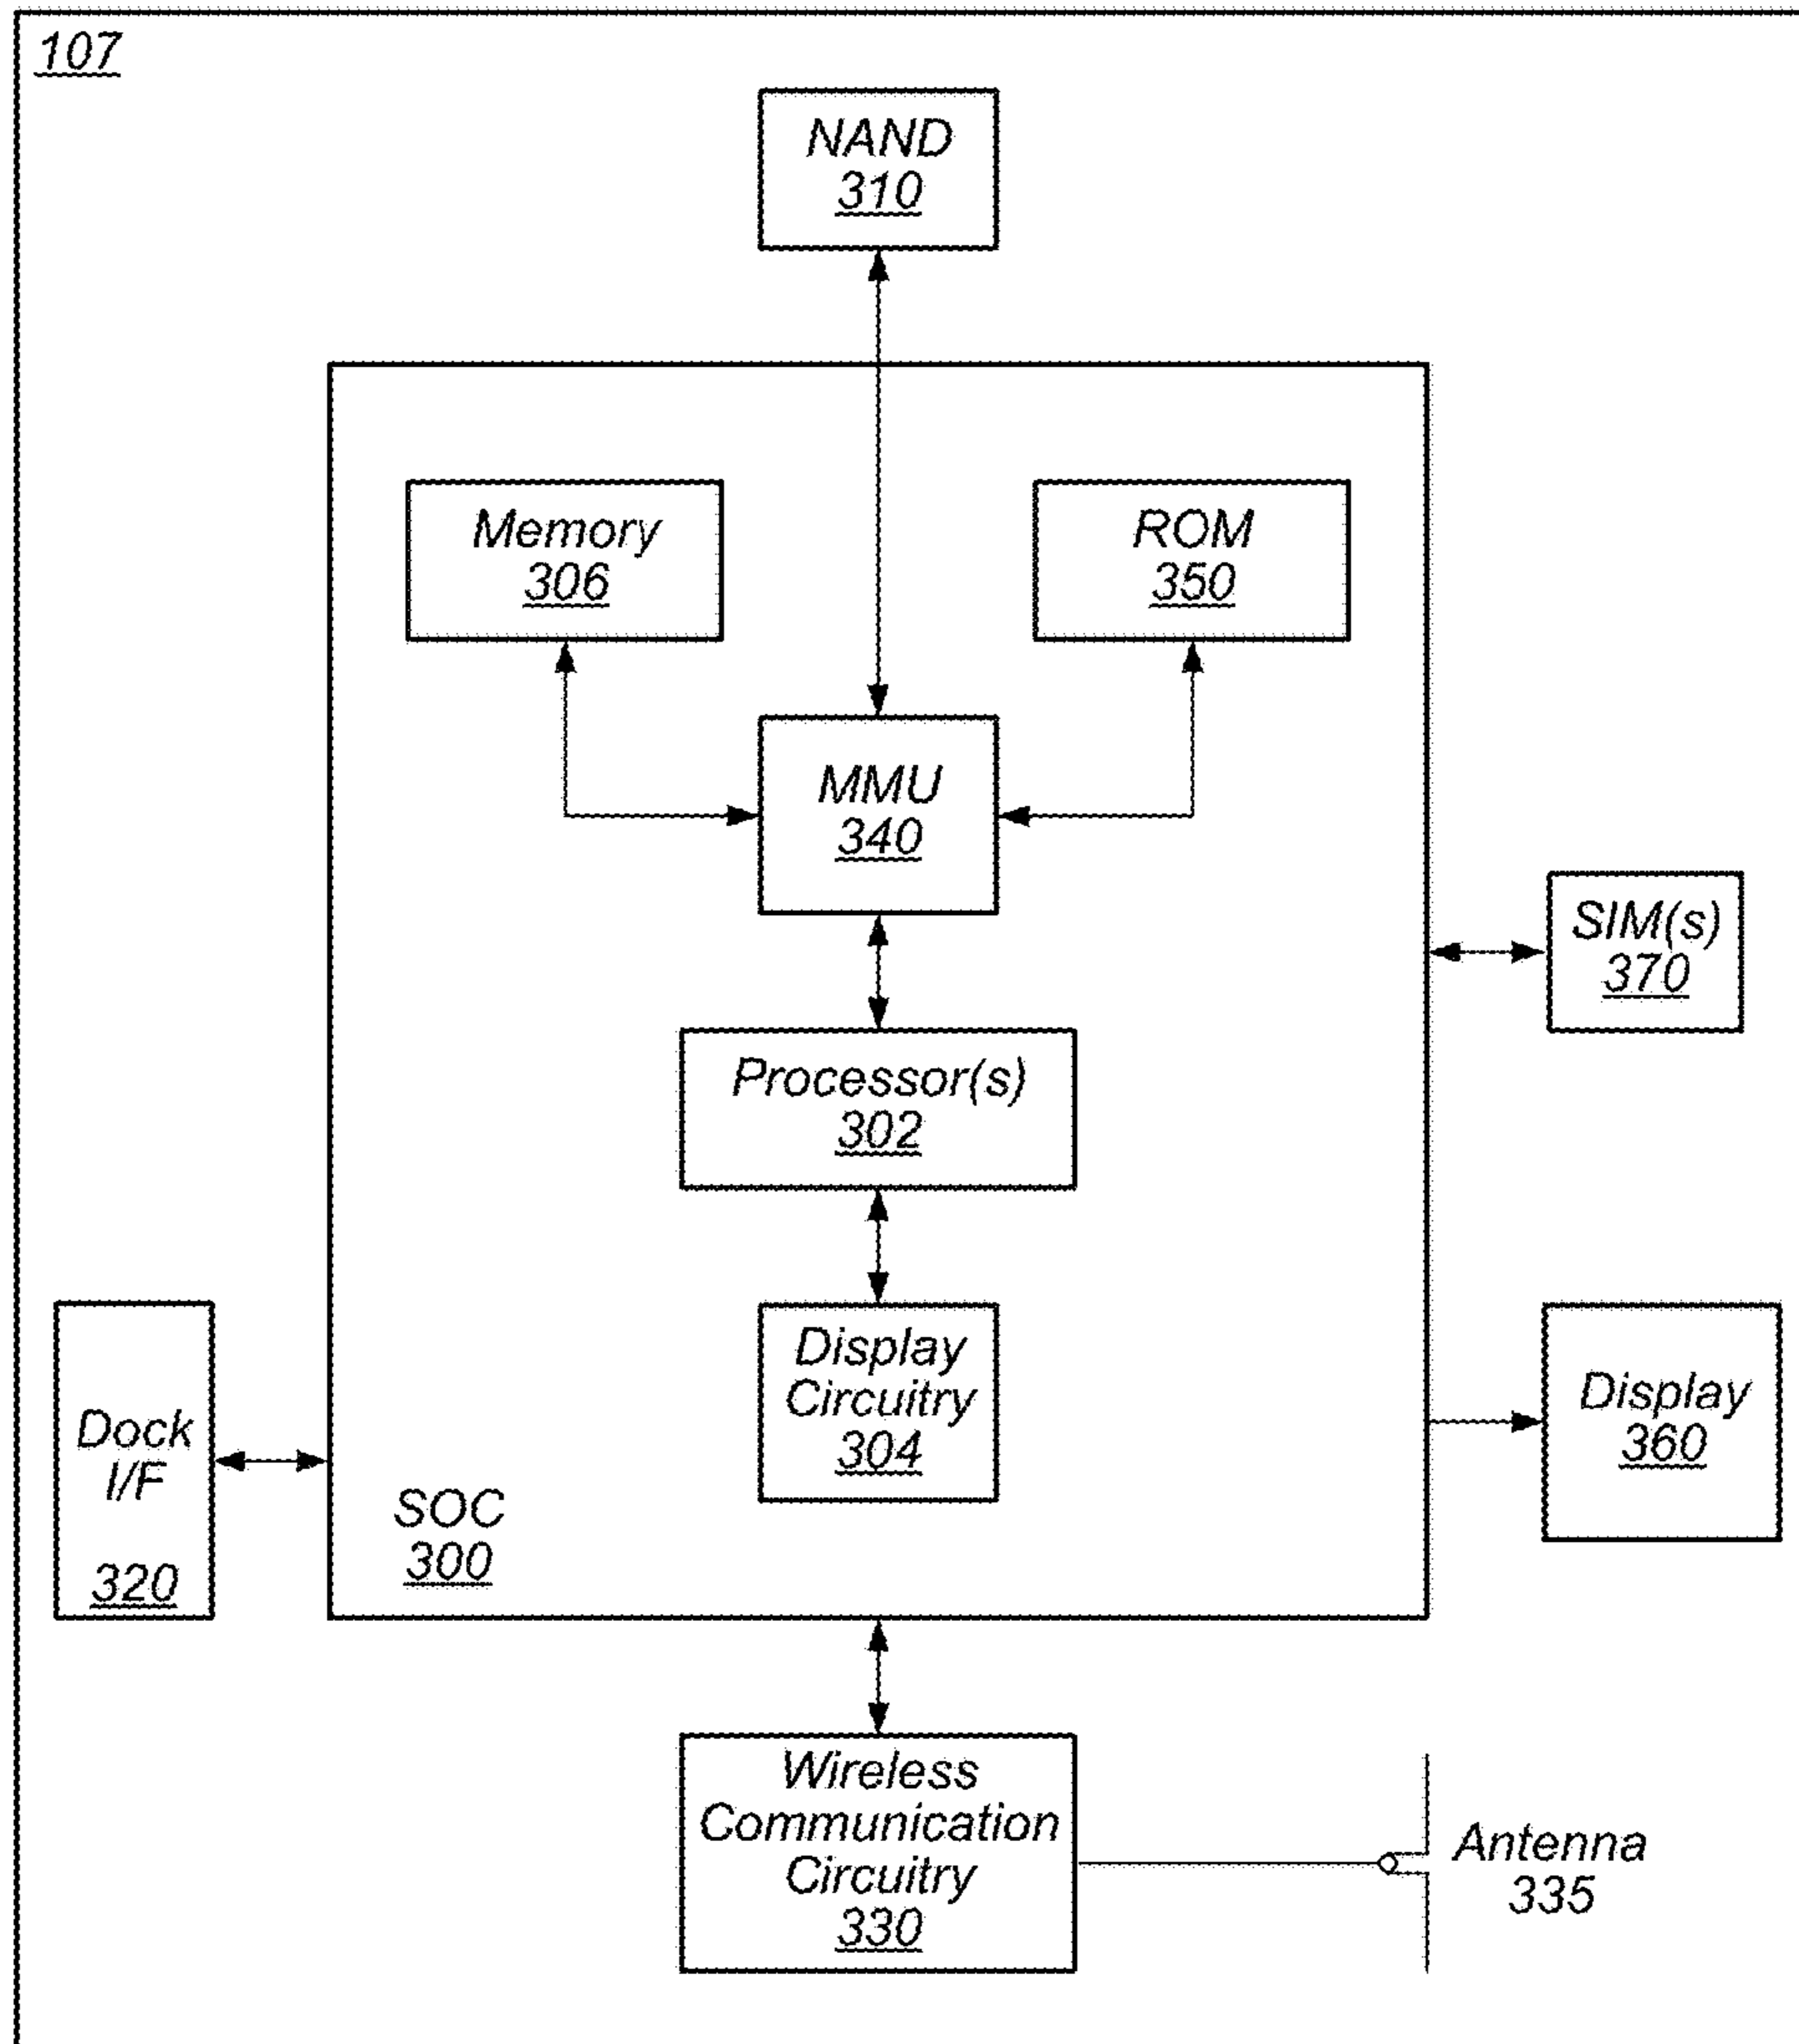 107
NAND
310
Memory
306
ROM
350
MMU
340
SIM(s)
370
Processor(s)
302
Display
Circuitry
304
Display
360
Dock
I/F
320
SOC
300
Wireless
Communication
Circuitry
330
Antenna
335